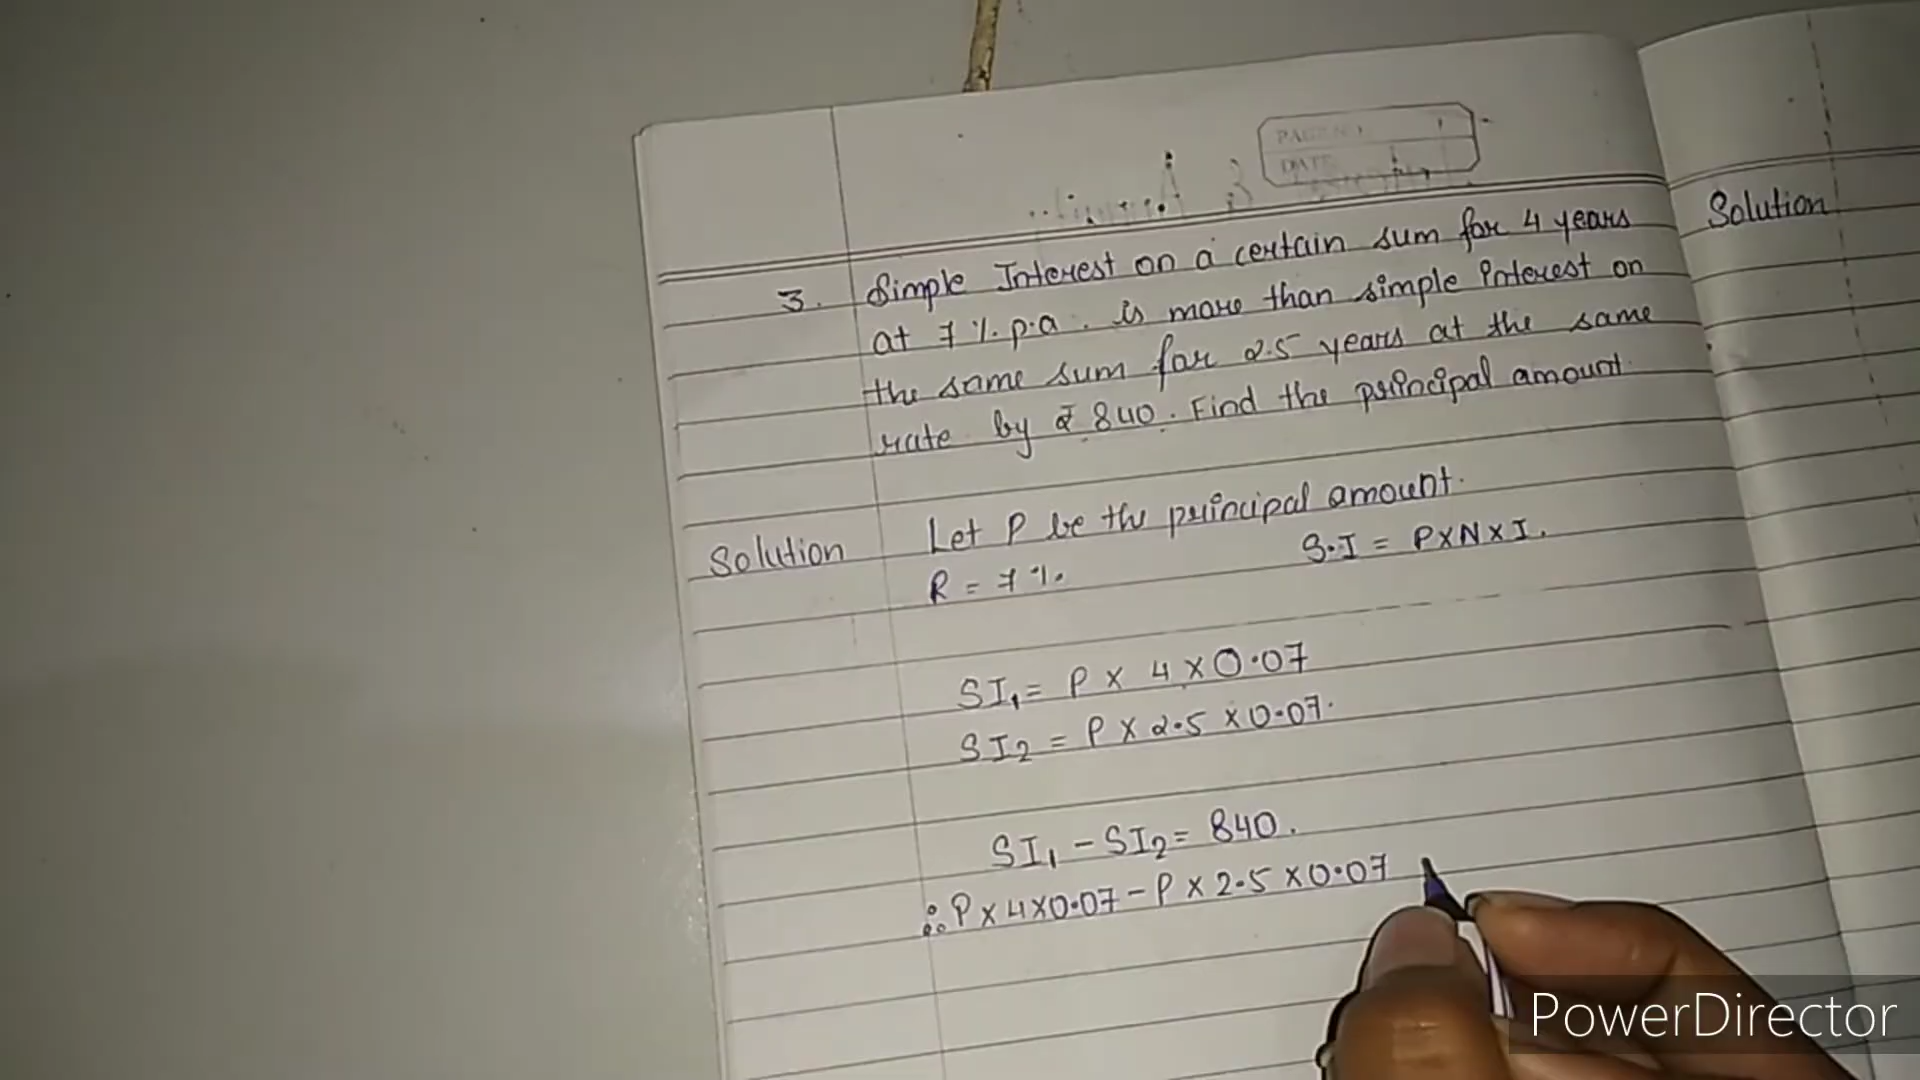 PAGE NO.
DATE
3. Simple Interest on a certain sum for 4 years
at 7 %. p.a. is more than simple interest on
the same sum for 2.5 years at the same
rate by ₹ 840. Find the principal amount.
Solution Let P be the principal amount.
R = 7 %. S.I = P×N×I.
SI₁ = P × 4 × 0.07
SI₂ = P × 2.5 × 0.07.
SI₁ - SI₂ = 840.
∴ P × 4 × 0.07 - P × 2.5 × 0.07
Solution
PowerDirector